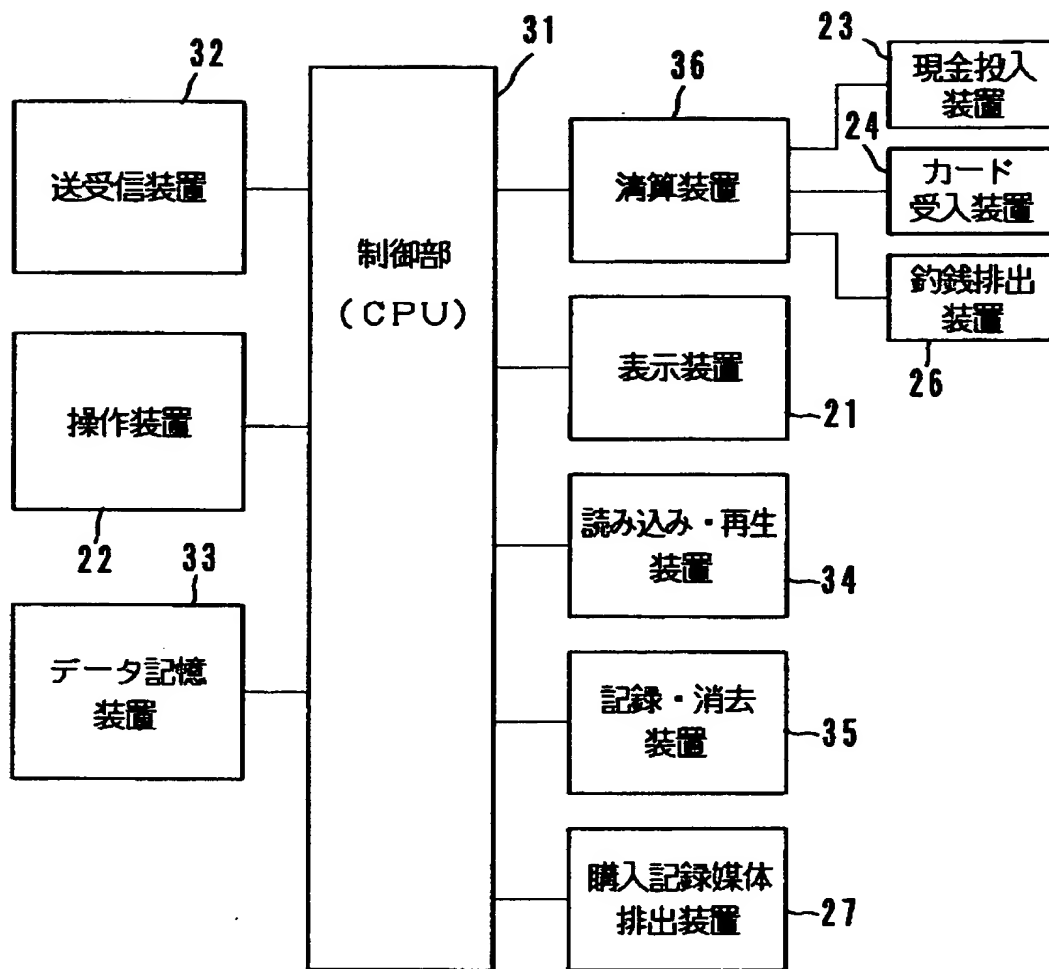 32
送受信装置
操作装置
22
33
データ記憶
装置
31
制御部
(CPU)
36
清算装置
23
現金投入
装置
24
カード
受入装置
釣銭排出
装置
26
表示装置
21
読み込み・再生
装置
34
記録・消去
装置
35
購入記録媒体
排出装置
27